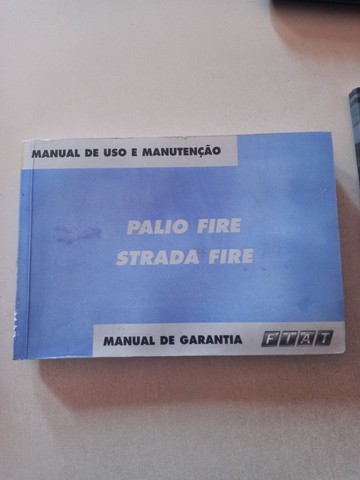 MANUAL DE USO E MANUTENÇÃO
PALIO FIRE
STRADA FIRE
MANUAL DE GARANTIA FIAT